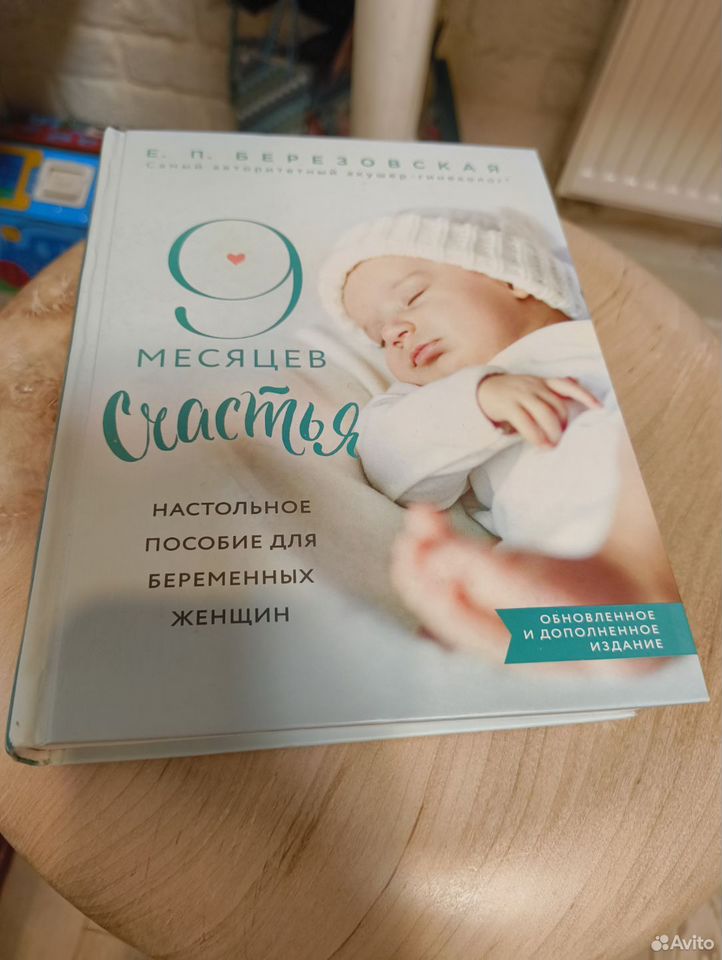 Е. П. БЕРЕЗОВСКАЯ
Самый авторитетный акушер-гинеколог
9
МЕСЯЦЕВ
счастья
НАСТОЛЬНОЕ
ПОСОБИЕ ДЛЯ
БЕРЕМЕННЫХ
ЖЕНЩИН
ОБНОВЛЕННОЕ
И ДОПОЛНЕННОЕ
ИЗДАНИЕ
Avito